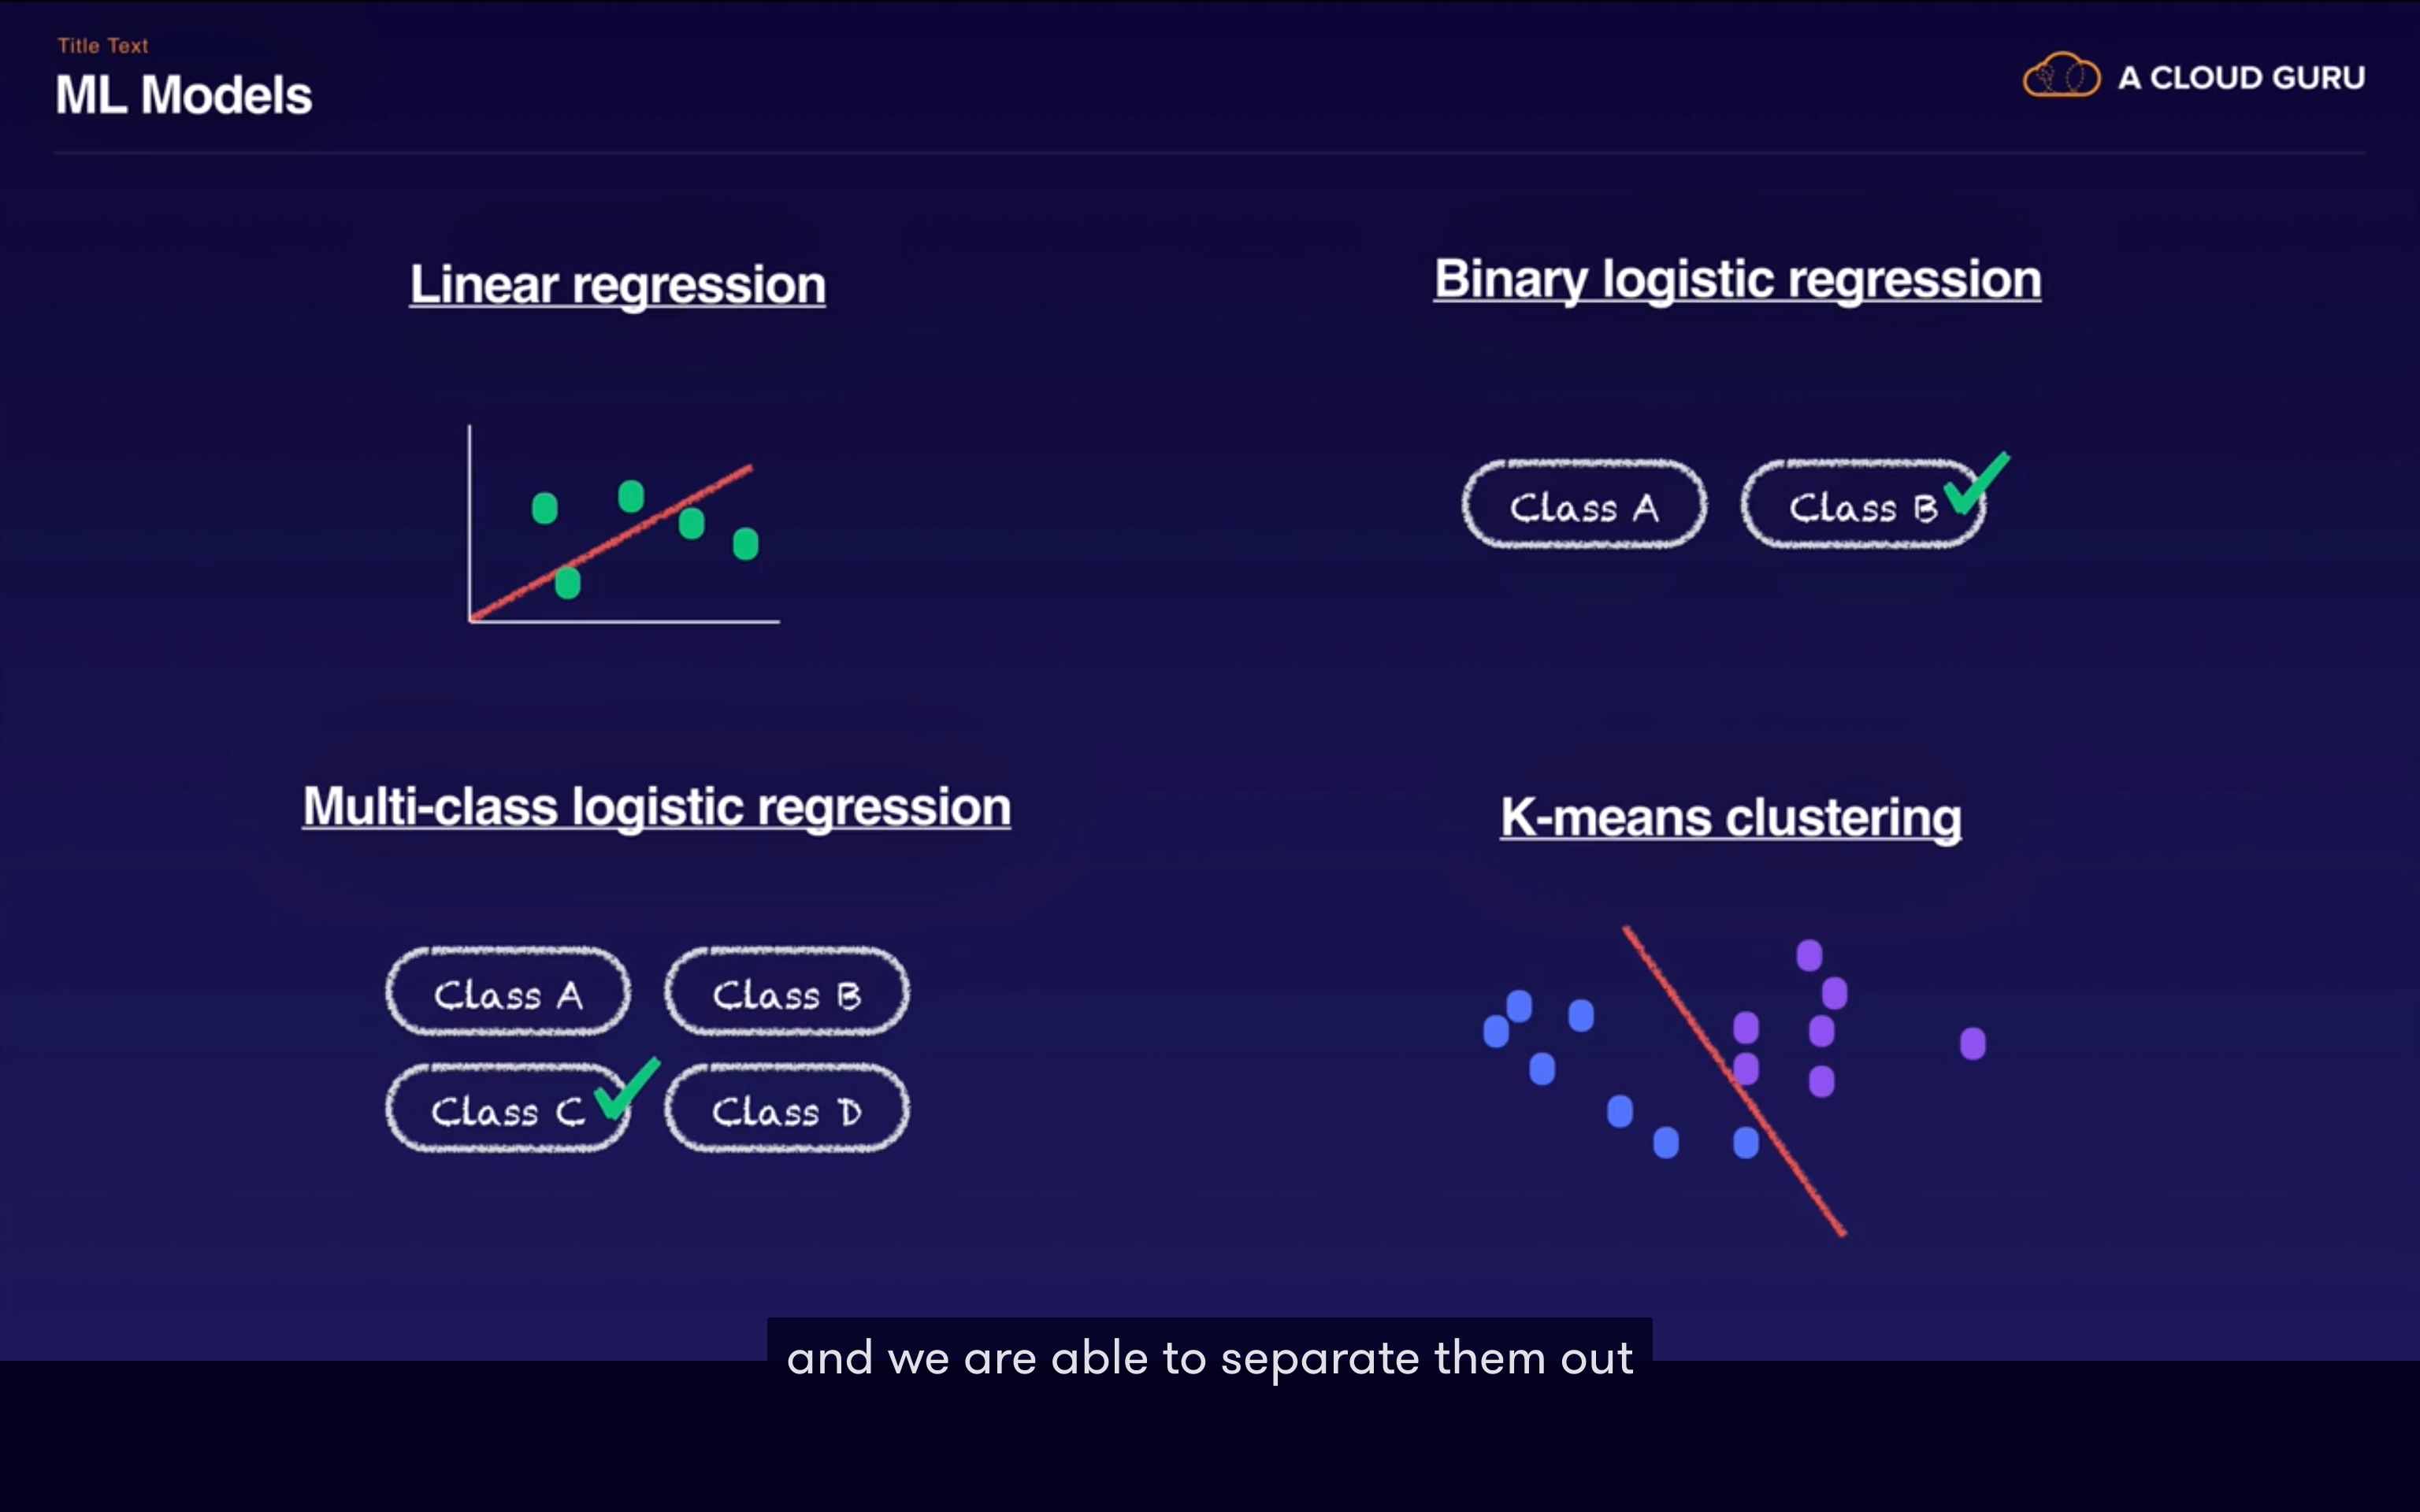 Title Text
ML Models
A CLOUD GURU
Linear regression
Binary logistic regression
Class A
Class B
Multi-class logistic regression
K-means clustering
Class A
Class B
Class C
Class D
and we are able to separate them out